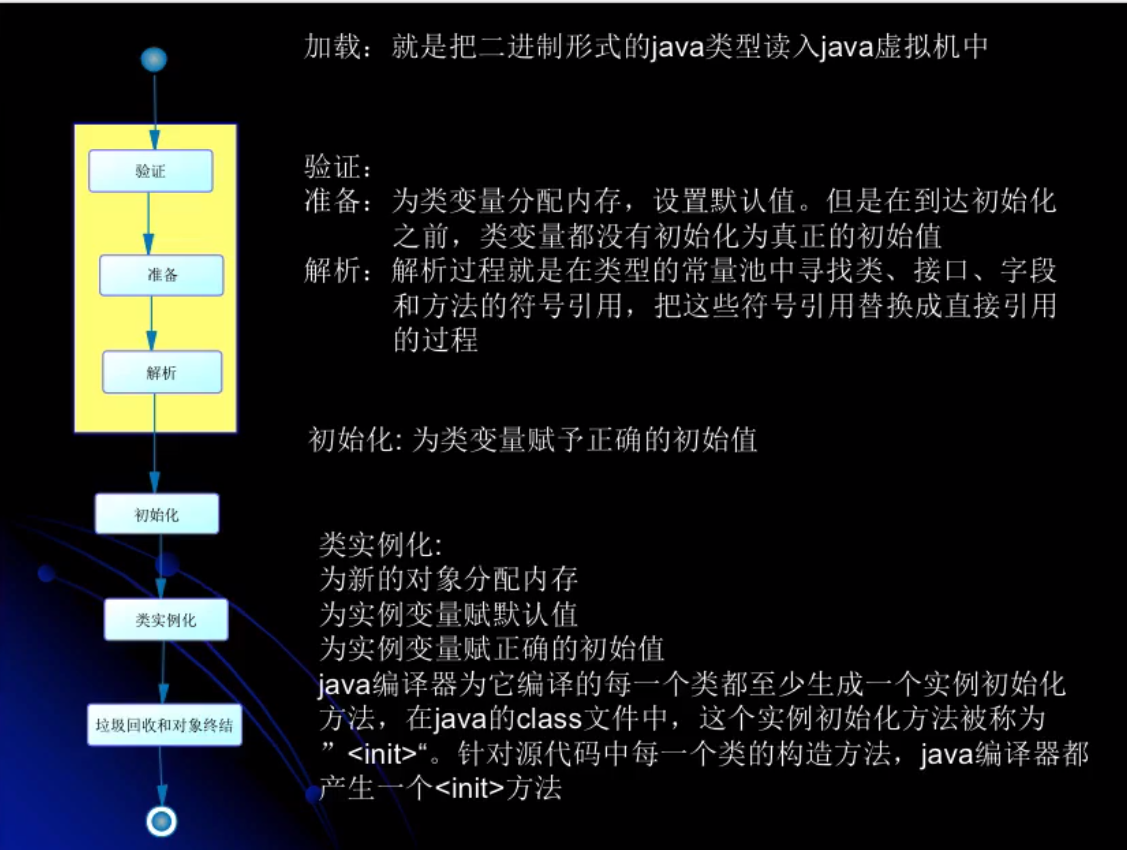 加载：就是把二进制形式的java类型读入java虚拟机中
验证
验证：
准备：为类变量分配内存，设置默认值。但是在到达初始化
之前，类变量都没有初始化为真正的初始值
准备
解析：解析过程就是在类型的常量池中寻找类、接口、字段
和方法的符号引用，把这些符号引用替换成直接引用
的过程
解析
初始化: 为类变量赋予正确的初始值
初始化
类实例化:
为新的对象分配内存
为实例变量赋默认值
为实例变量赋正确的初始值
类实例化
java编译器为它编译的每一个类都至少生成一个实例初始化
方法，在java的class文件中，这个实例初始化方法被称为
”<init>“。针对源代码中每一个类的构造方法，java编译器都
产生一个<init>方法
垃圾回收和对象终结